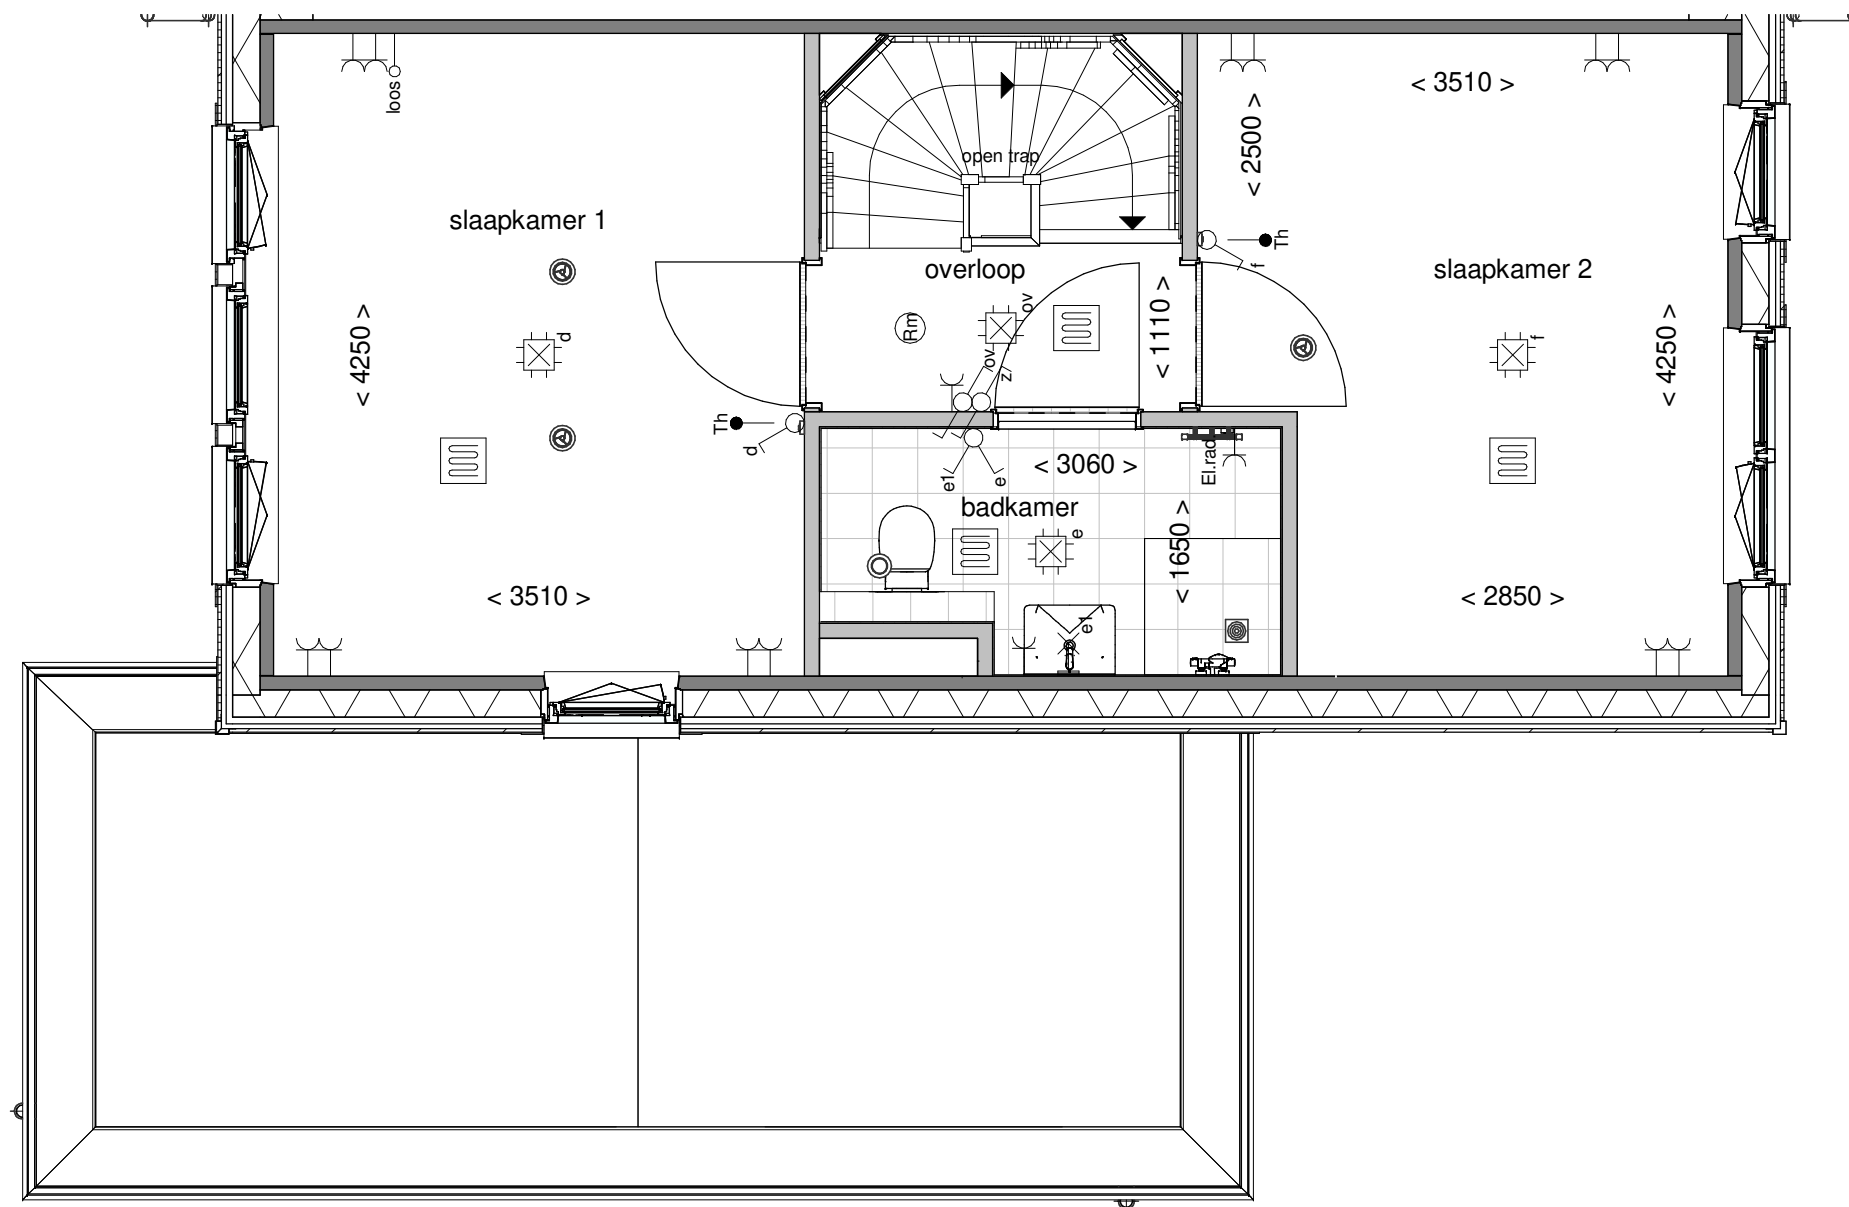 loos
< 3510 >
< 2500 >
open trap
slaapkamer 1
Th
f
overloop
slaapkamer 2
ov
Rm
< 1110 >
< 4250 >
d
ov
z
f
< 4250 >
Th
d
El.rad.
< 3060 >
e1
e
badkamer
e
< 1650 >
< 3510 >
< 2850 >
e1